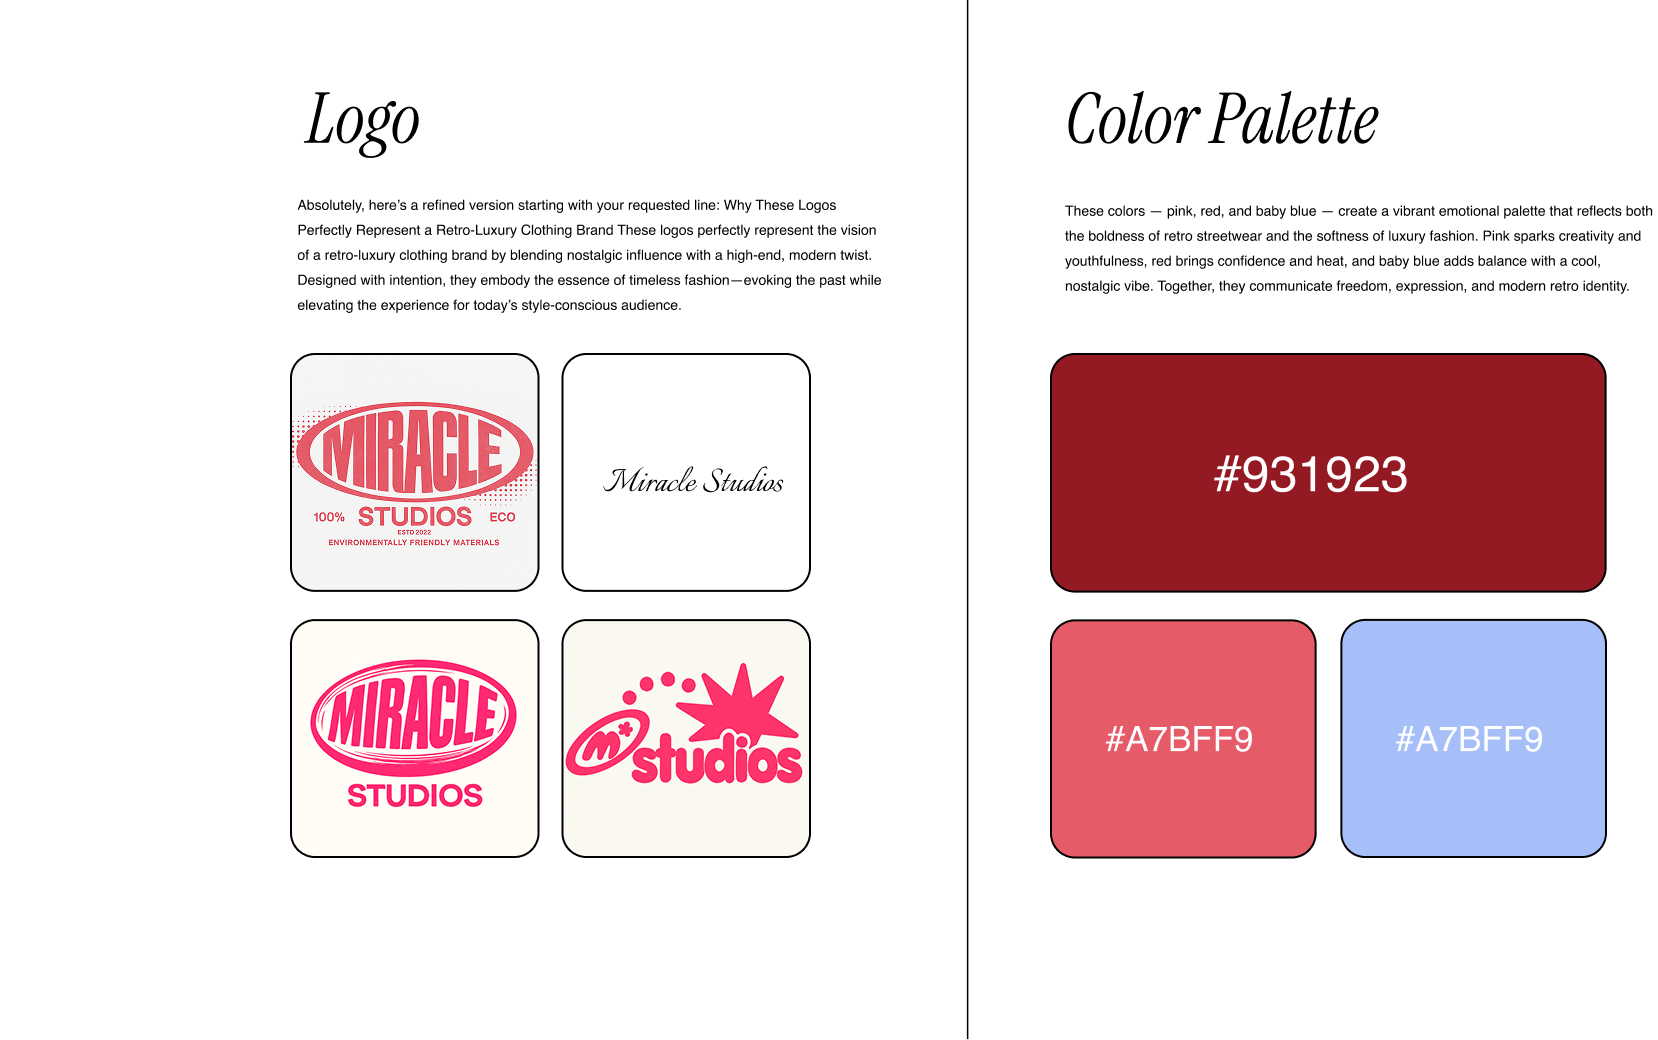 Logo
Absolutely, here’s a refined version starting with your requested line: Why These Logos
Perfectly Represent a Retro-Luxury Clothing Brand These logos perfectly represent the vision
of a retro-luxury clothing brand by blending nostalgic influence with a high-end, modern twist.
Designed with intention, they embody the essence of timeless fashion—evoking the past while
elevating the experience for today’s style-conscious audience.
MIRACLE
100% STUDIOS ECO
ESTD 2022
ENVIRONMENTALLY FRIENDLY MATERIALS
Miracle Studios
MIRACLE
STUDIOS
m*
studios
Color Palette
These colors — pink, red, and baby blue — create a vibrant emotional palette that reflects both
the boldness of retro streetwear and the softness of luxury fashion. Pink sparks creativity and
youthfulness, red brings confidence and heat, and baby blue adds balance with a cool,
nostalgic vibe. Together, they communicate freedom, expression, and modern retro identity.
#931923
#A7BFF9
#A7BFF9